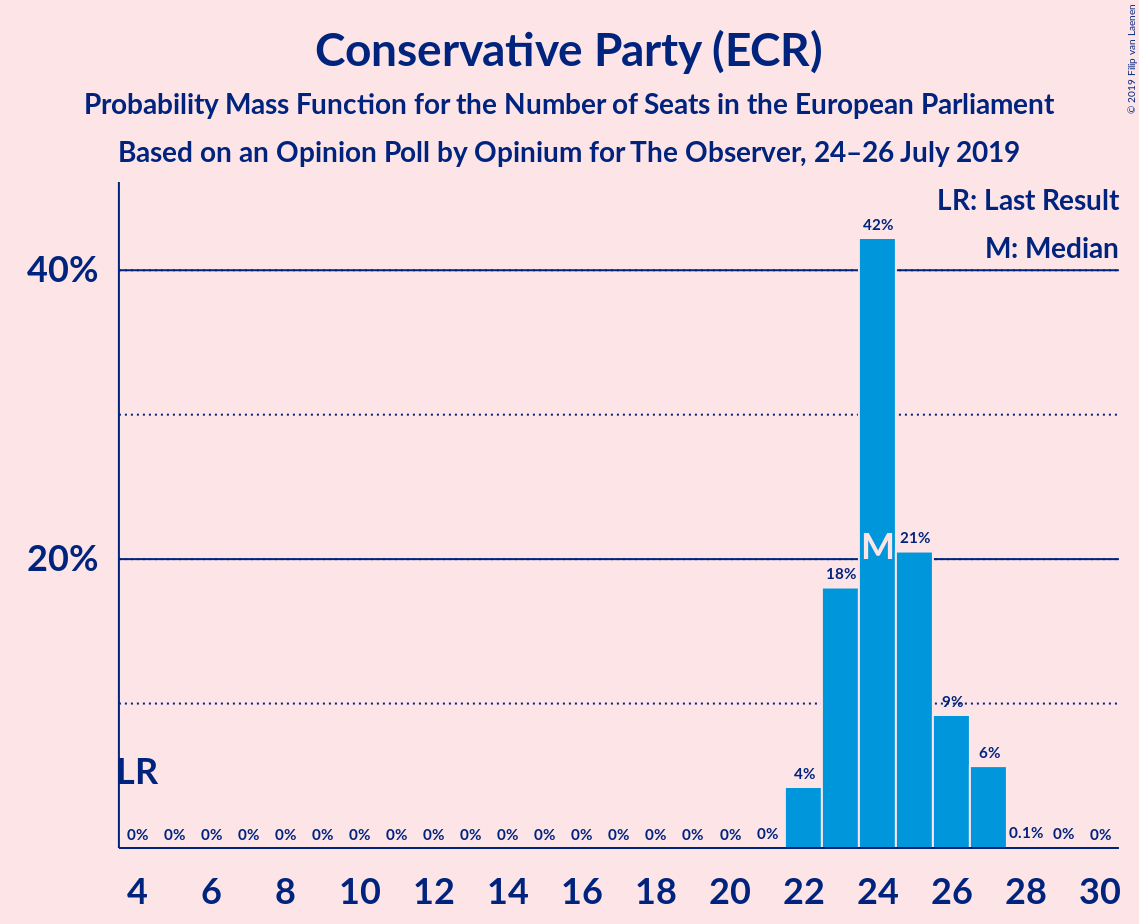 Conservative Party (ECR)
Probability Mass Function for the Number of Seats in the European Parliament
Based on an Opinion Poll by Opinium for The Observer, 24–26 July 2019
© 2019 Filip van Laenen
LR: Last Result
M: Median
42%
40%
M
21%
20%
18%
9%
6%
LR
4%
0% 0% 0% 0% 0% 0% 0% 0% 0% 0% 0% 0% 0% 0% 0% 0% 0% 0% 0.1% 0% 0%
4 6 8 10 12 14 16 18 20 22 24 26 28 30